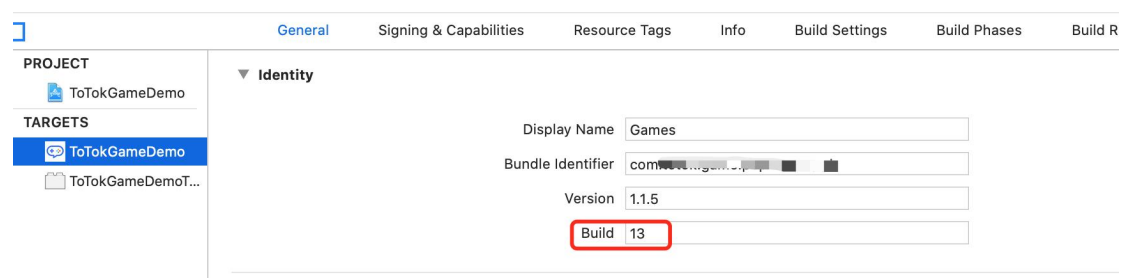 General Signing & Capabilities Resource Tags Info Build Settings Build Phases Build R
PROJECT
ToTokGameDemo
TARGETS
ToTokGameDemo
ToTokGameDemoT...
Identity
Display Name Games
Bundle Identifier
Version 1.1.5
Build 13